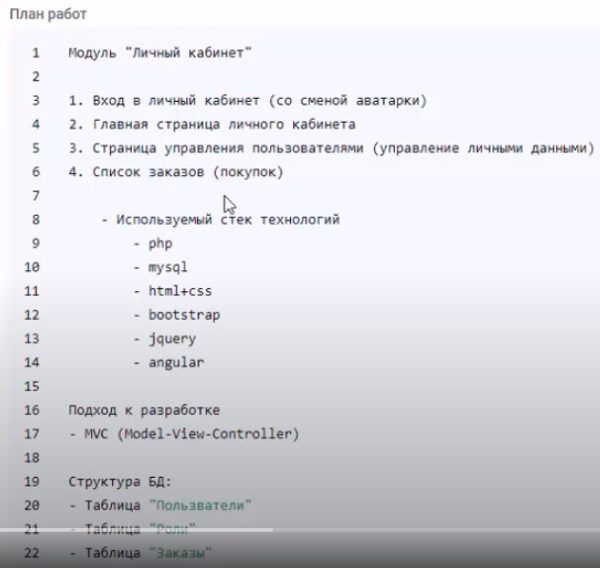 План работ
1 Модуль "Личный кабинет"
2
3 1. Вход в личный кабинет (со сменой аватарки)
4 2. Главная страница личного кабинета
5 3. Страница управления пользователями (управление личными данными)
6 4. Список заказов (покупок)
7
8 - Используемый стек технологий
9 - php
10 - mysql
11 - html+css
12 - bootstrap
13 - jquery
14 - angular
15
16 Подход к разработке
17 - MVC (Model-View-Controller)
18
19 Структура БД:
20 - Таблица "Пользватели"
21 - Таблица "Роли"
22 - Таблица "Заказы"